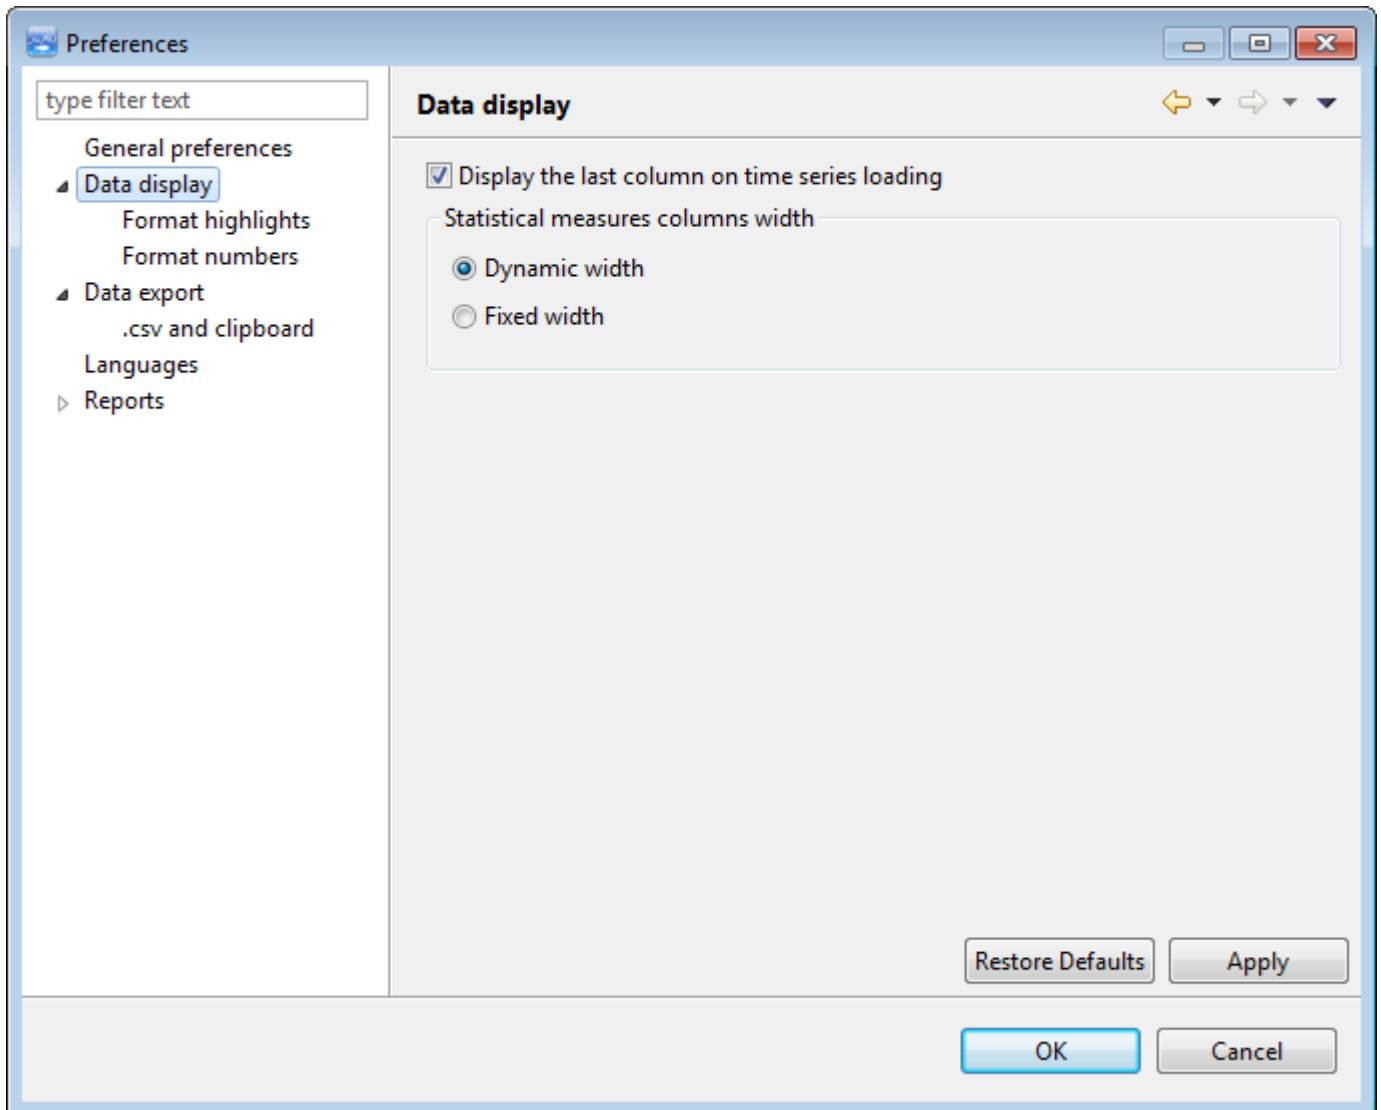 Preferences
type filter text
General preferences
Data display
Format highlights
Format numbers
Data export
.csv and clipboard
Languages
Reports
Data display
Display the last column on time series loading
Statistical measures columns width
Dynamic width
Fixed width
Restore Defaults
Apply
OK
Cancel